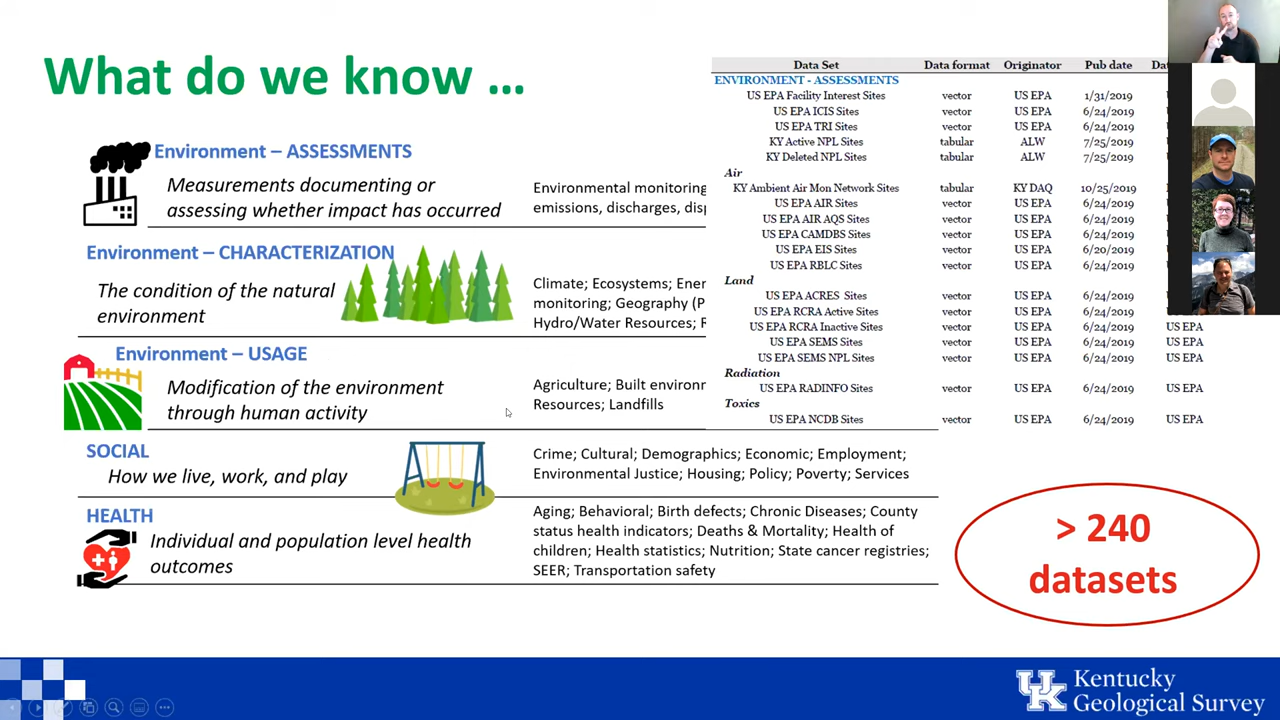 What do we know ...
Environment – ASSESSMENTS
Measurements documenting or
assessing whether impact has occurred
Environmental monitoring
emissions, discharges,
Environment – CHARACTERIZATION
The condition of the natural
environment
Climate; Ecosystems;
monitoring; Geography
Hydro/Water Resources;
Environment – USAGE
Modification of the environment
through human activity
Agriculture; Built
Resources; Landfills
SOCIAL
How we live, work, and play
Crime; Cultural; Demographics; Economic; Employment;
Environmental Justice; Housing; Policy; Poverty; Services
HEALTH
Individual and population level health
outcomes
Aging; Behavioral; Birth defects; Chronic Diseases; County
status health indicators; Deaths & Mortality; Health of
children; Health statistics; Nutrition; State cancer registries;
SEER; Transportation safety
Data Set Data format Originator Pub date
ENVIRONMENT - ASSESSMENTS
US EPA Facility Interest Sites vector US EPA 1/31/2019
US EPA ICIS Sites vector US EPA 6/24/2019
US EPA TRI Sites vector US EPA 6/24/2019
KY Active NPL Sites tabular ALW 7/25/2019
KY Deleted NPL Sites tabular ALW 7/25/2019
Air
KY Ambient Air Mon Network Sites tabular KY DAQ 10/25/2019
US EPA AIR Sites vector US EPA 6/24/2019
US EPA AIR AQS Sites vector US EPA 6/24/2019
US EPA CAMDBS Sites vector US EPA 6/24/2019
US EPA EIS Sites vector US EPA 6/20/2019
US EPA RBLC Sites vector US EPA 6/24/2019
Land
US EPA ACRES Sites vector US EPA 6/24/2019
US EPA RCRA Active Sites vector US EPA 6/24/2019
US EPA RCRA Inactive Sites vector US EPA 6/24/2019 US EPA
US EPA SEMS Sites vector US EPA 6/24/2019 US EPA
US EPA SEMS NPL Sites vector US EPA 6/24/2019 US EPA
Radiation
US EPA RADINFO Sites vector US EPA 6/24/2019 US EPA
Toxics
US EPA NCDB Sites vector US EPA 6/24/2019 US EPA
> 240
datasets
UK Kentucky
Geological Survey